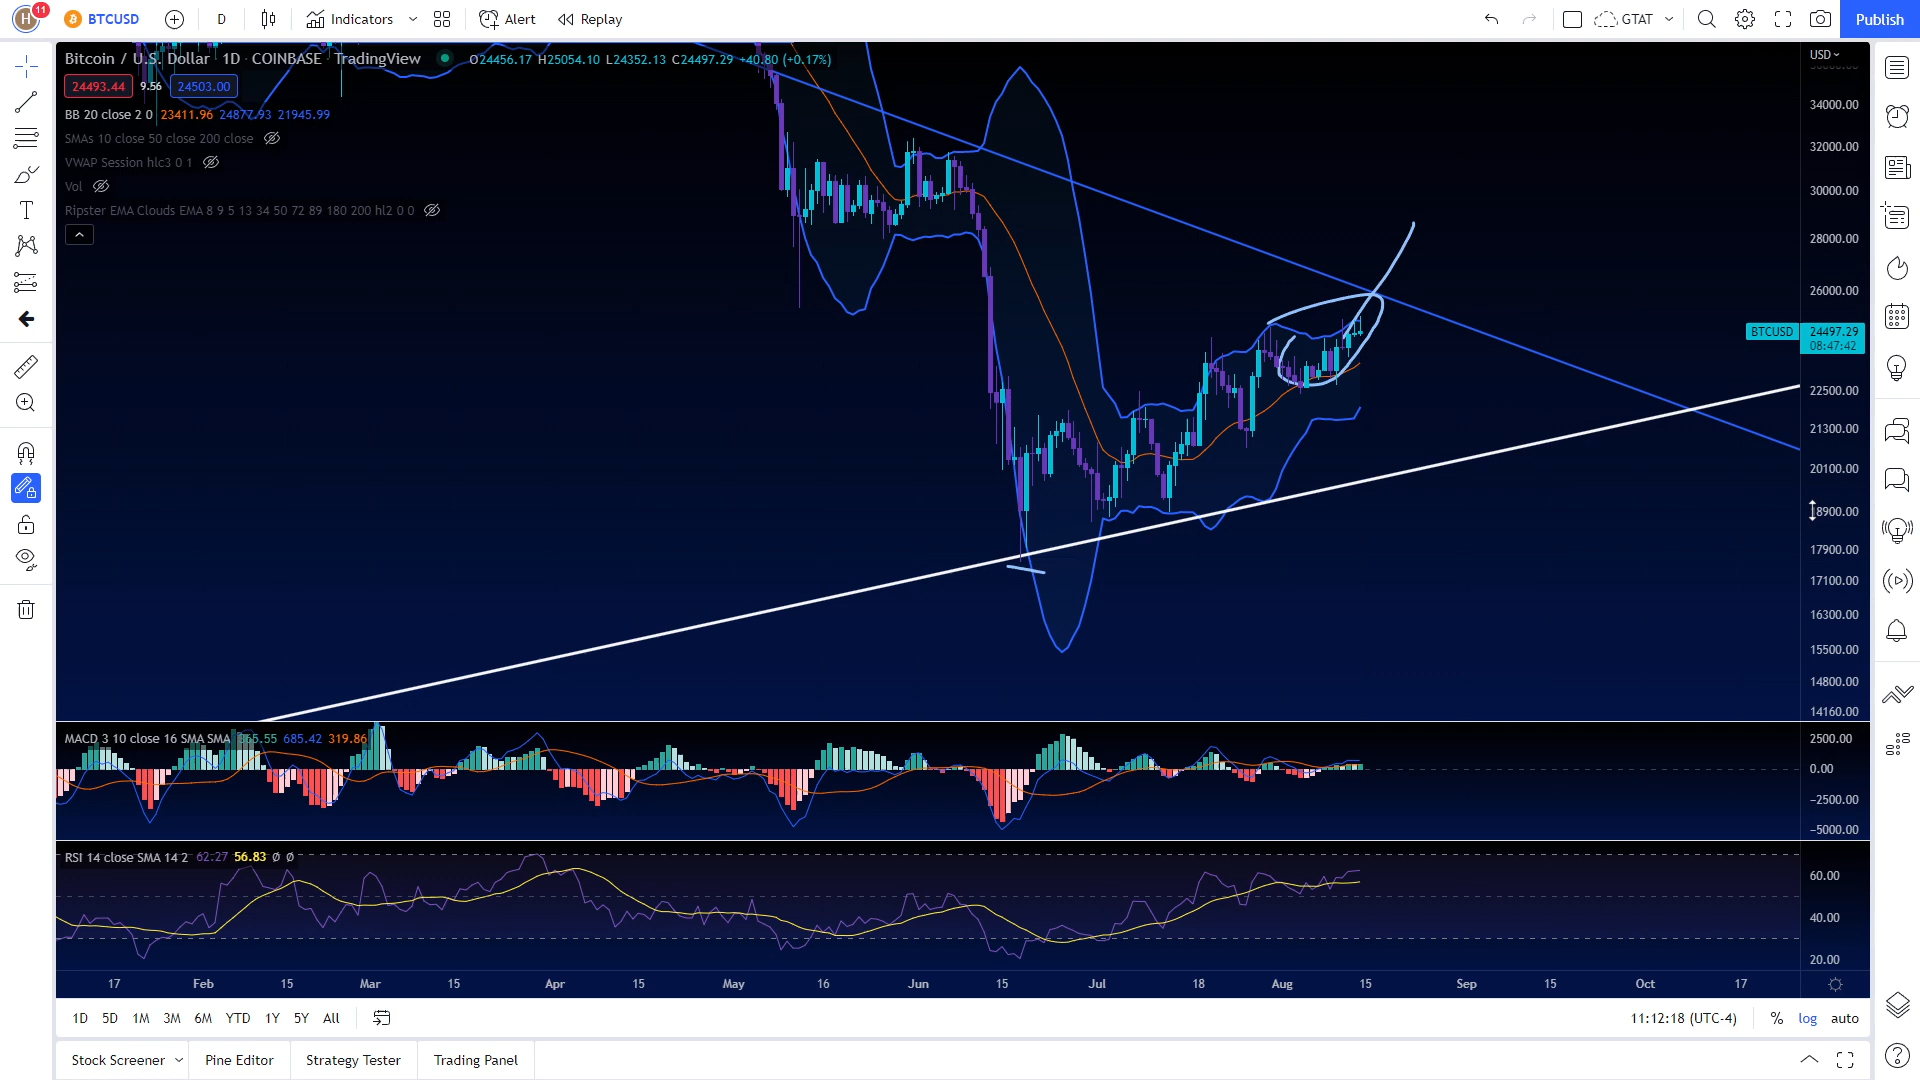 H 11 BTCUSD D Indicators Alert Replay GTAT Publish
Bitcoin / U.S. Dollar · 1D · COINBASE · TradingView O24456.17 H25054.10 L24352.13 C24497.29 +40.80 (+0.17%)
USD
24493.44 9.56 24503.00
BB 20 close 2 0 23411.96 24877.93 21945.99
SMAs 10 close 50 close 200 close
VWAP Session hlc3 0 1
Vol
Ripster EMA Clouds EMA 8 9 5 13 34 50 72 89 180 200 hl2 0 0
34000.00
32000.00
30000.00
28000.00
26000.00
BTCUSD 24497.29
08:47:42
22500.00
21300.00
20100.00
18900.00
17900.00
17100.00
16300.00
15500.00
14800.00
14160.00
MACD 3 10 close 16 SMA SMA 365.55 685.42 319.86
2500.00
0.00
−2500.00
−5000.00
RSI 14 close SMA 14 2 62.27 56.83 ∅ ∅
60.00
40.00
20.00
17 Feb 15 Mar 15 Apr 15 May 16 Jun 15 Jul 18 Aug 15 Sep 15 Oct 17
1D 5D 1M 3M 6M YTD 1Y 5Y All 11:12:18 (UTC-4) % log auto
Stock Screener Pine Editor Strategy Tester Trading Panel